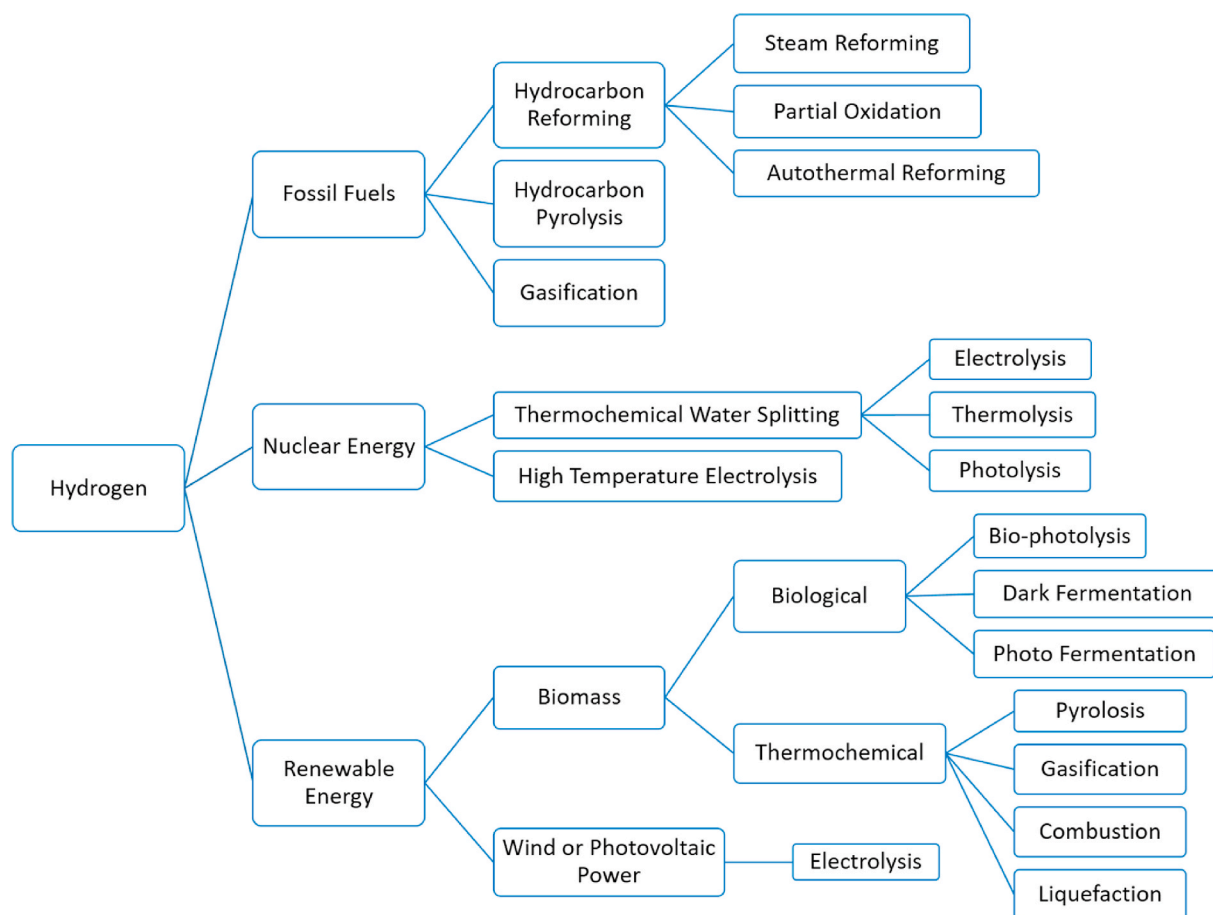 Hydrogen
Fossil Fuels
Hydrocarbon
Reforming
Steam Reforming
Partial Oxidation
Autothermal Reforming
Hydrocarbon
Pyrolysis
Gasification
Nuclear Energy
Thermochemical Water Splitting
Electrolysis
Thermolysis
Photolysis
High Temperature Electrolysis
Renewable
Energy
Biomass
Biological
Bio-photolysis
Dark Fermentation
Photo Fermentation
Thermochemical
Pyrolosis
Gasification
Combustion
Liquefaction
Wind or Photovoltaic
Power
Electrolysis